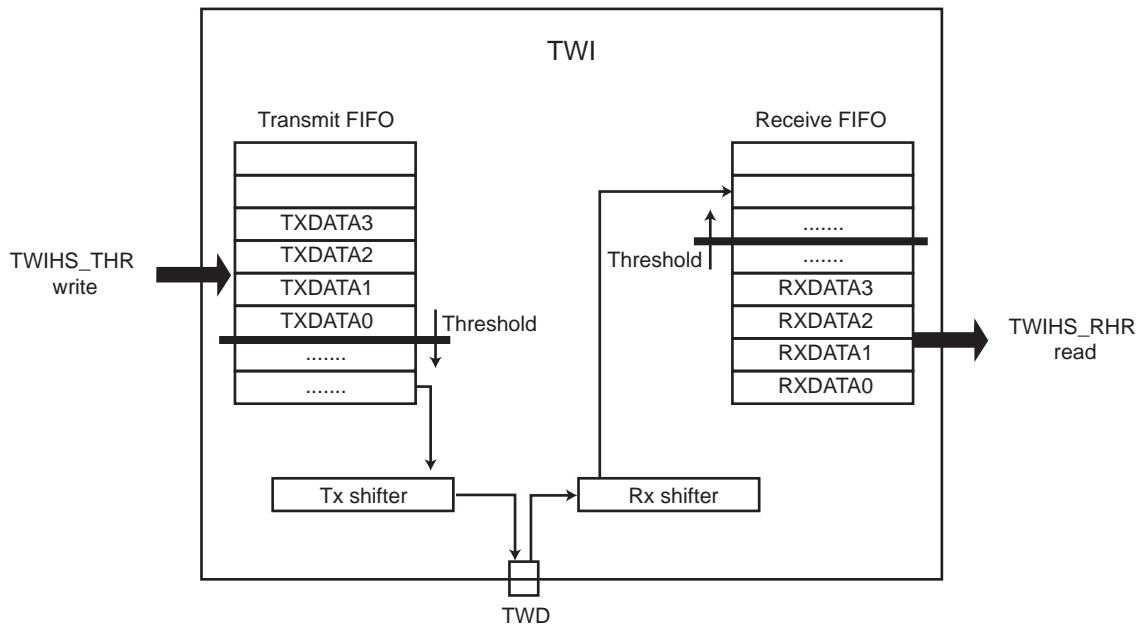 TWI
Transmit FIFO
TXDATA3
TXDATA2
TXDATA1
TXDATA0
.......
.......
Threshold
TWIHS_THR
write
Receive FIFO
.......
.......
RXDATA3
RXDATA2
RXDATA1
RXDATA0
Threshold
TWIHS_RHR
read
Tx shifter
Rx shifter
TWD